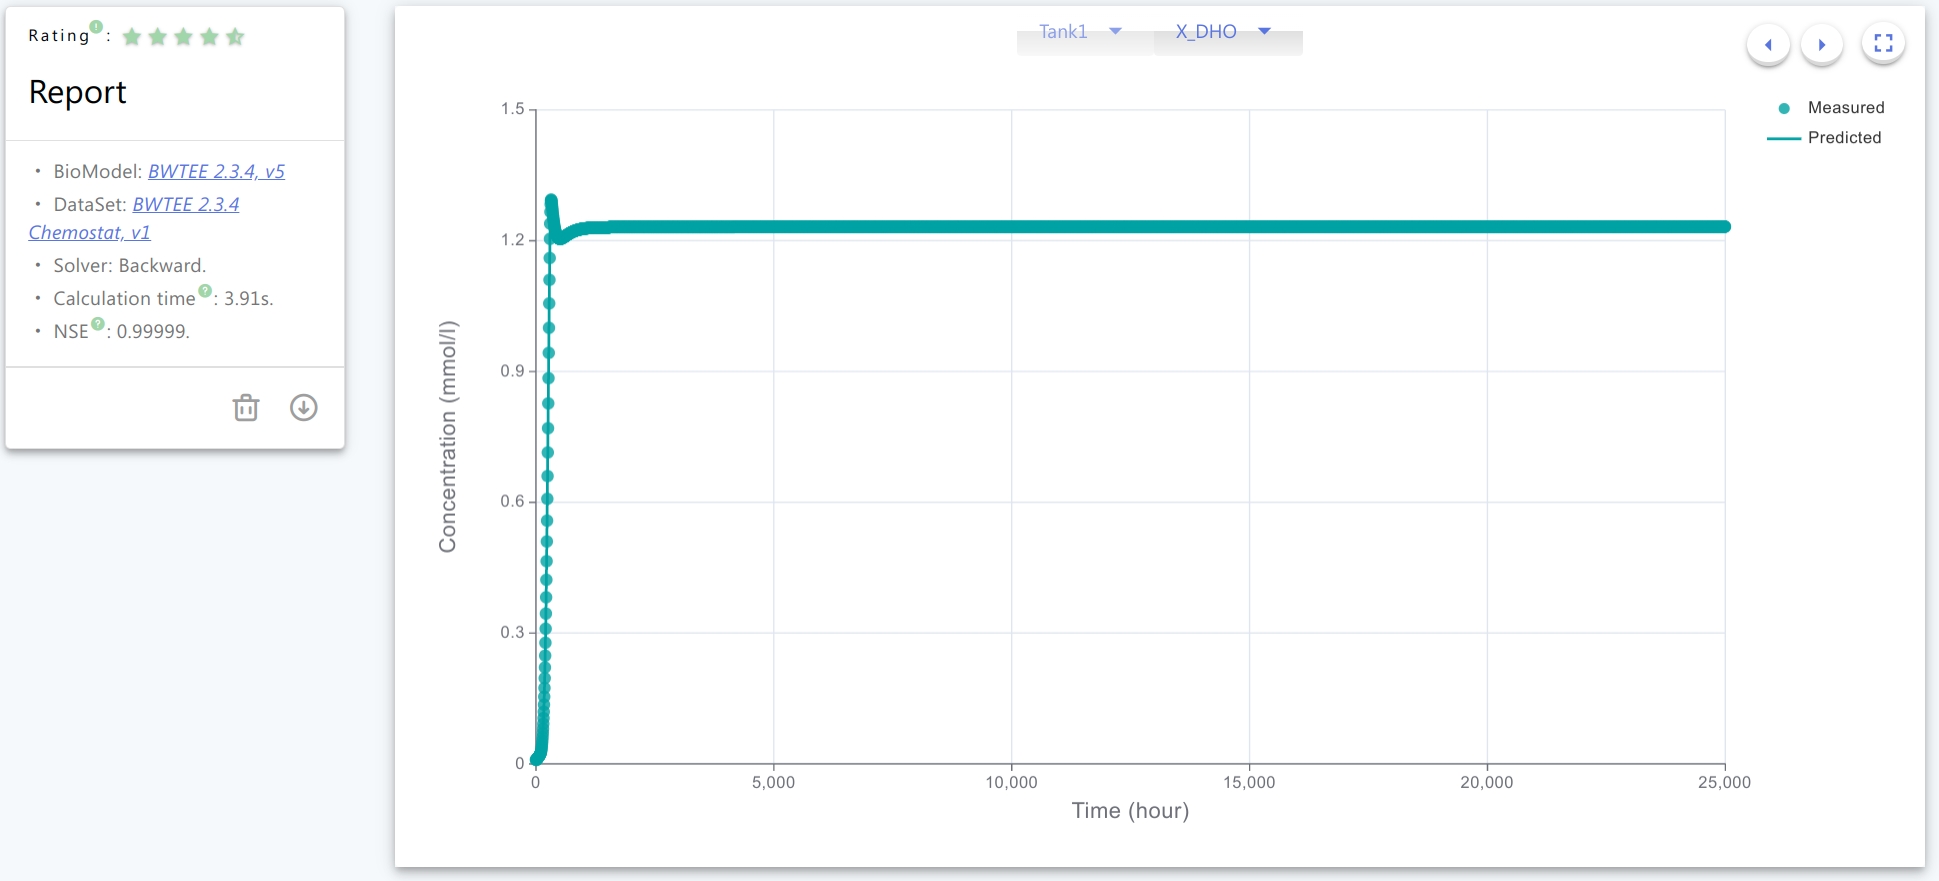 Rating :
Report
• BioModel: BWTEE 2.3.4, v5
• DataSet: BWTEE 2.3.4
Chemostat, v1
• Solver: Backward.
• Calculation time ? : 3.91s.
• NSE ? : 0.99999.
Tank1
X_DHO
Measured
Predicted
Concentration (mmol/l)
1.5
1.2
0.9
0.6
0.3
0
0 5,000 10,000 15,000 20,000 25,000
Time (hour)